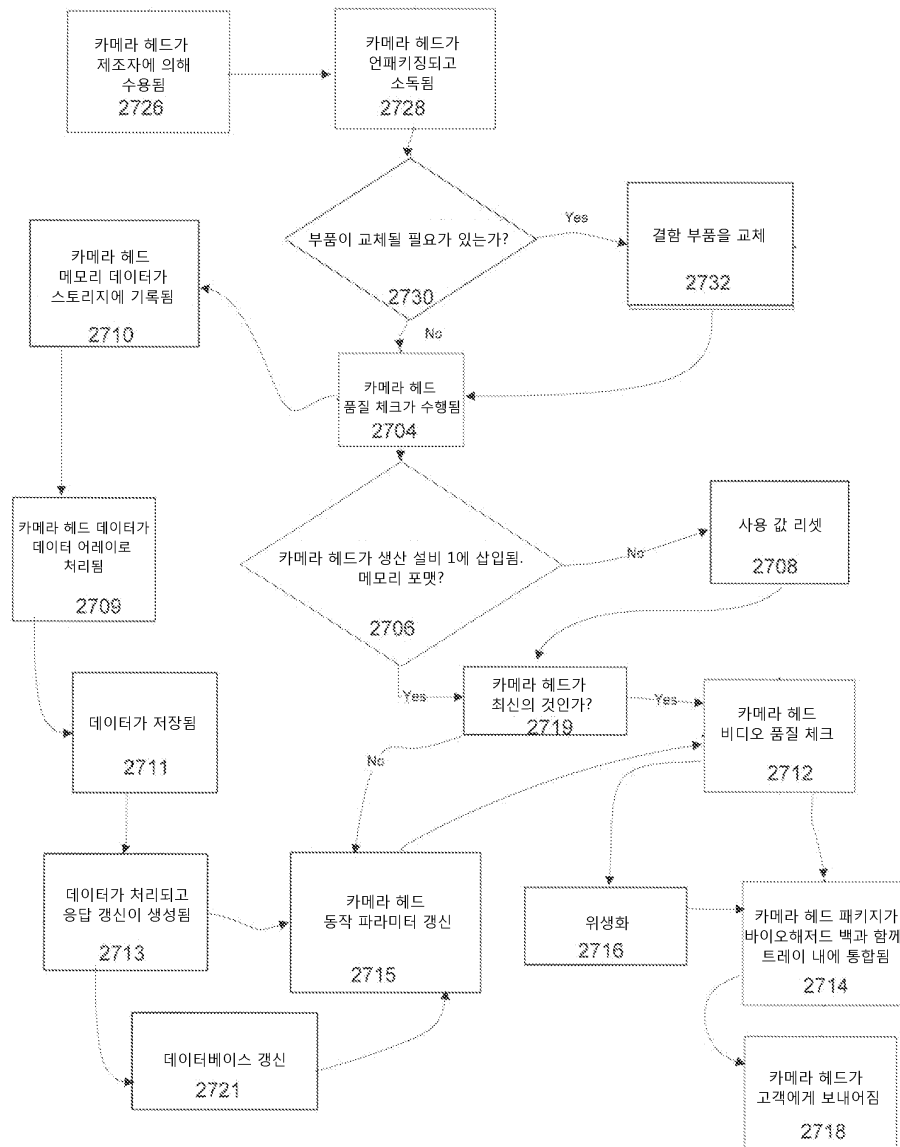 카메라 헤드가
제조자에 의해
수용됨
2726
카메라 헤드가
언패키징되고
소독됨
2728
부품이 교체될 필요가 있는가?
2730
Yes
결함 부품을 교체
2732
No
카메라 헤드
메모리 데이터가
스토리지에 기록됨
2710
카메라 헤드
품질 체크가 수행됨
2704
카메라 헤드 데이터가
데이터 어레이로
처리됨
2709
카메라 헤드가 생산 설비 1에 삽입됨.
메모리 포맷?
2706
No
사용 값 리셋
2708
Yes
카메라 헤드가
최신의 것인가?
2719
Yes
No
카메라 헤드
비디오 품질 체크
2712
데이터가 저장됨
2711
데이터가 처리되고
응답 갱신이 생성됨
2713
카메라 헤드
동작 파라미터 갱신
2715
위생화
2716
카메라 헤드 패키지가
바이오해저드 백과 함께
트레이 내에 통합됨
2714
데이터베이스 갱신
2721
카메라 헤드가
고객에게 보내어짐
2718